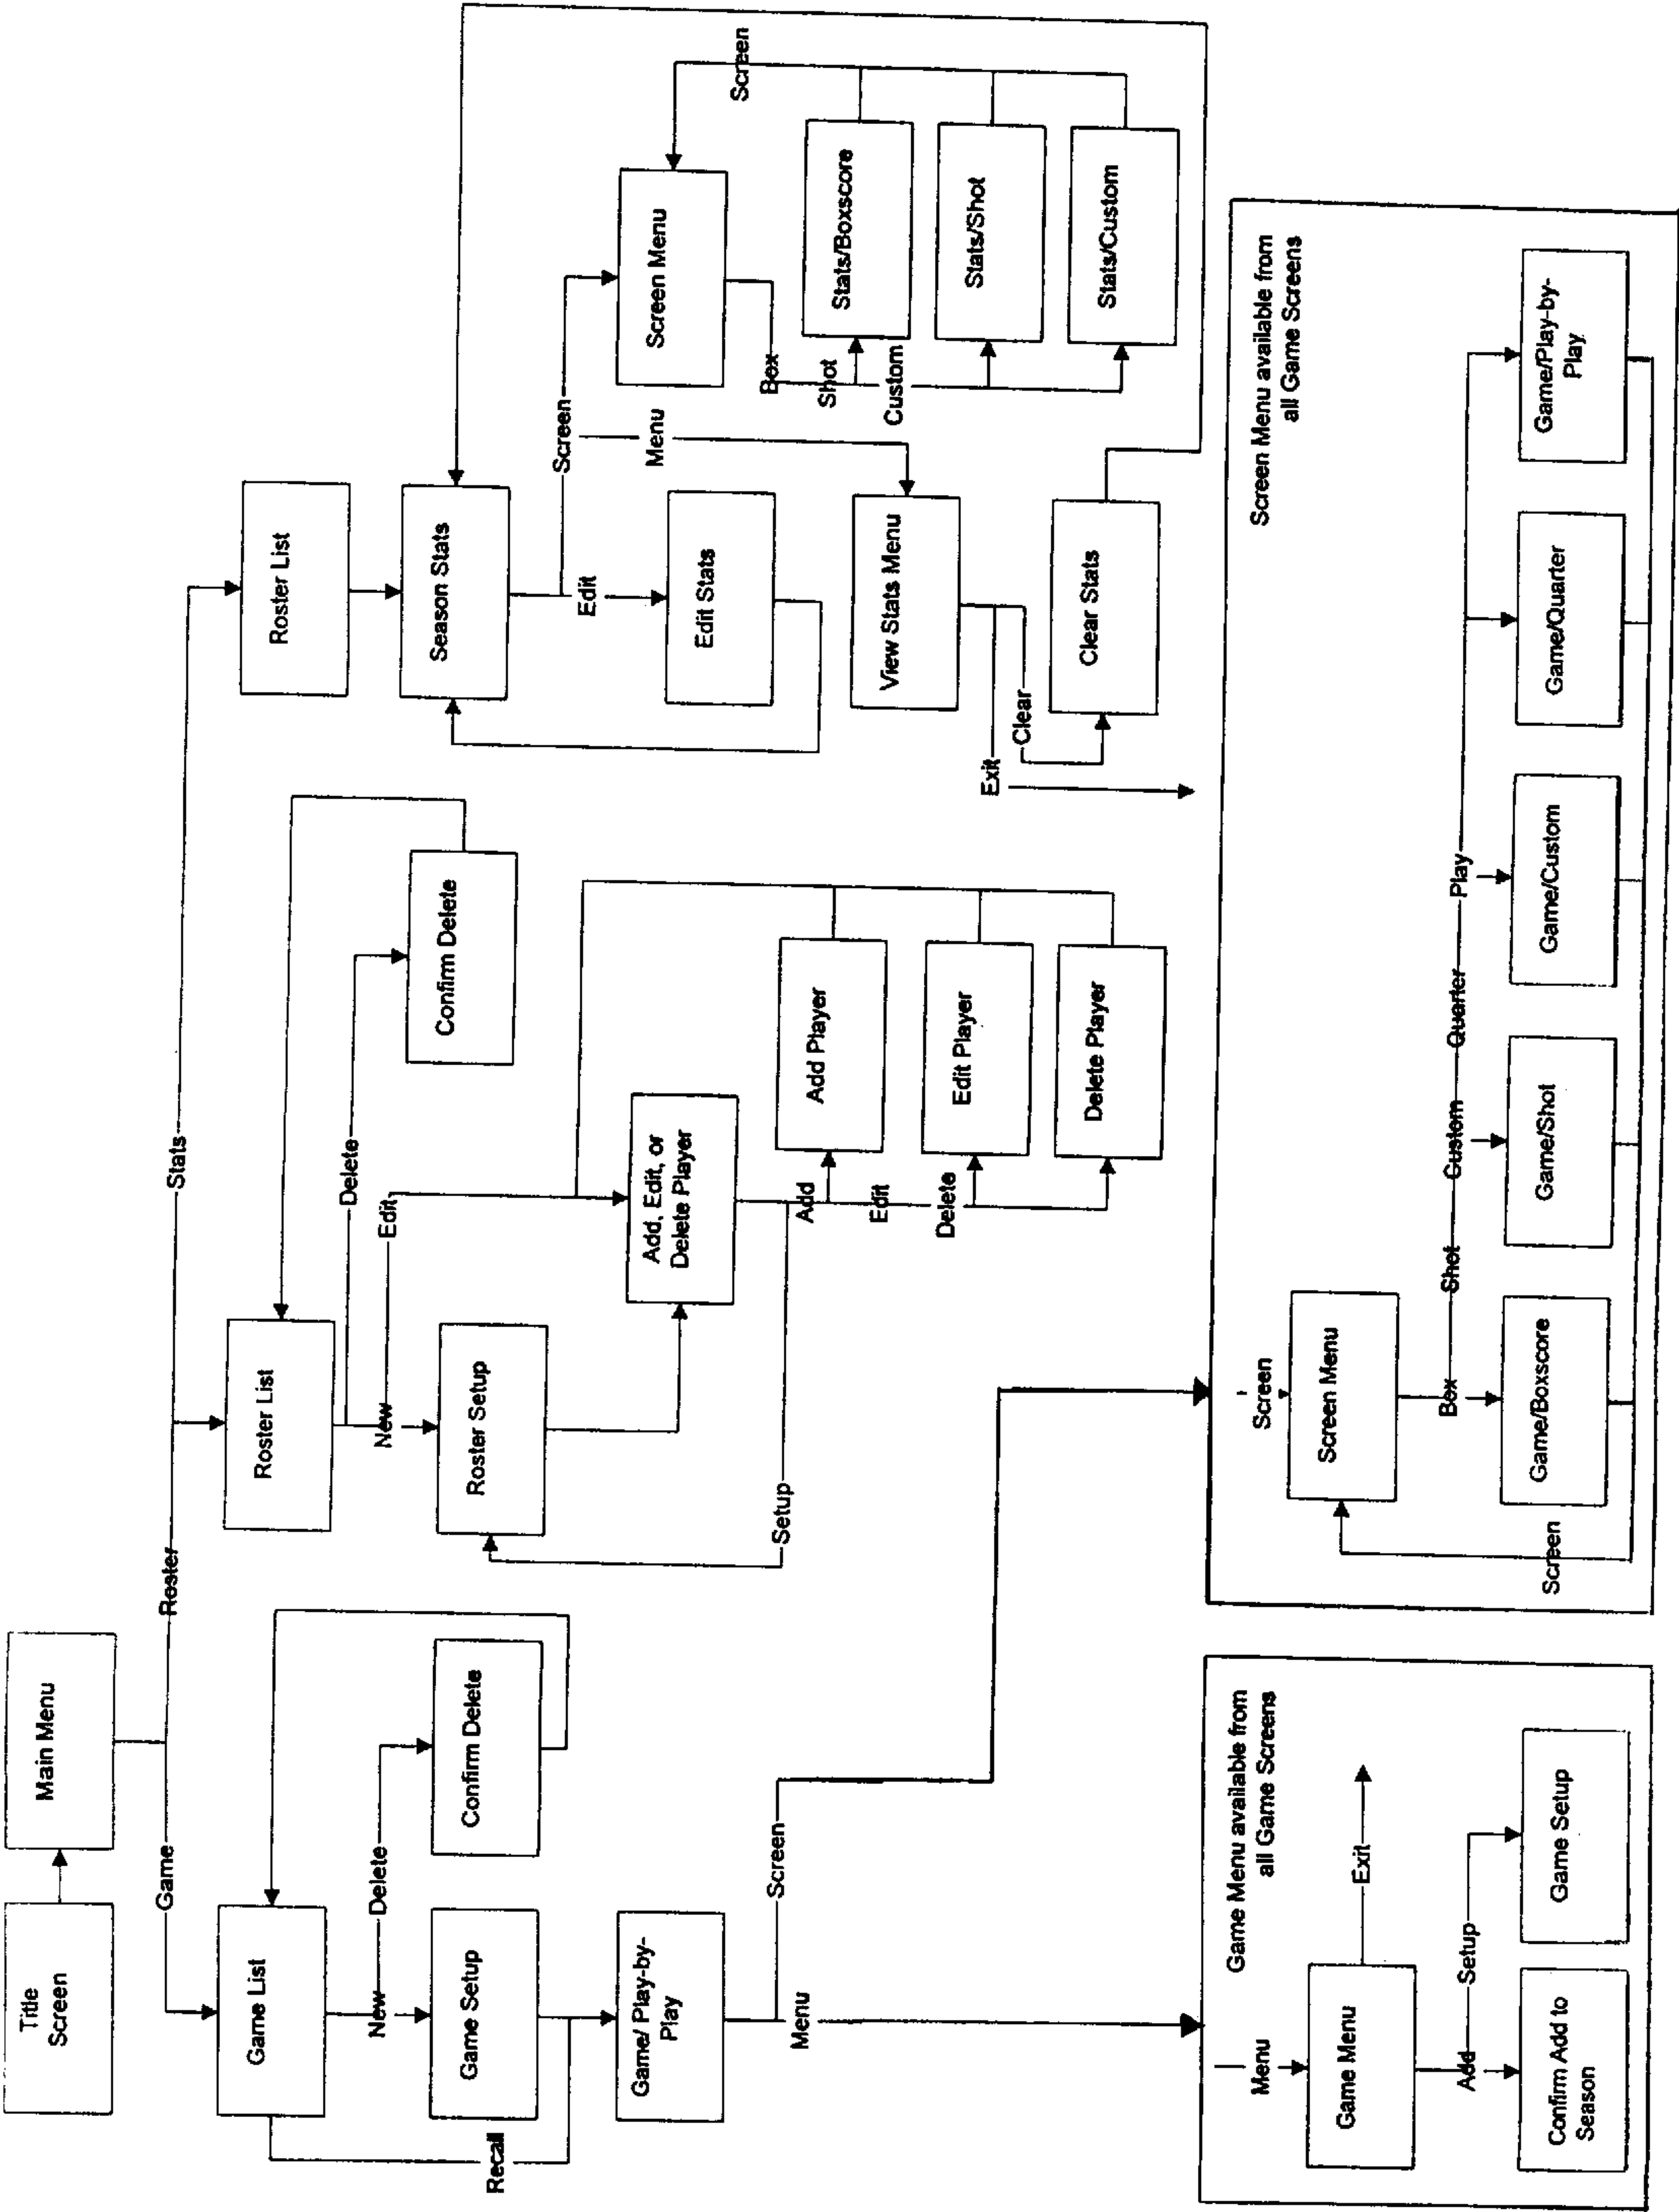 Title
Screen
Main Menu
Game
Roster
Stats
Game List
Roster List
Roster List
New
Delete
Recall
Game Setup
Confirm Delete
Game/ Play-by-
Play
Screen
Menu
New
Edit
Delete
Roster Setup
Confirm Delete
Add, Edit, or
Delete Player
Setup
Add
Edit
Delete
Add Player
Edit Player
Delete Player
Season Stats
Edit
Screen
Menu
Edit Stats
Screen Menu
Screen
Box
Shot
Custom
Stats/Boxscore
Stats/Shot
Stats/Custom
View Stats Menu
Exit
Clear
Clear Stats
Game Menu available from
all Game Screens
Menu
Game Menu
Exit
Add
Setup
Confirm Add to
Season
Game Setup
Screen Menu available from
all Game Screens
Screen
Screen Menu
Box
Shot
Custom
Quarter
Play
Game/Boxscore
Game/Shot
Game/Custom
Game/Quarter
Game/Play-by-
Play
Screen